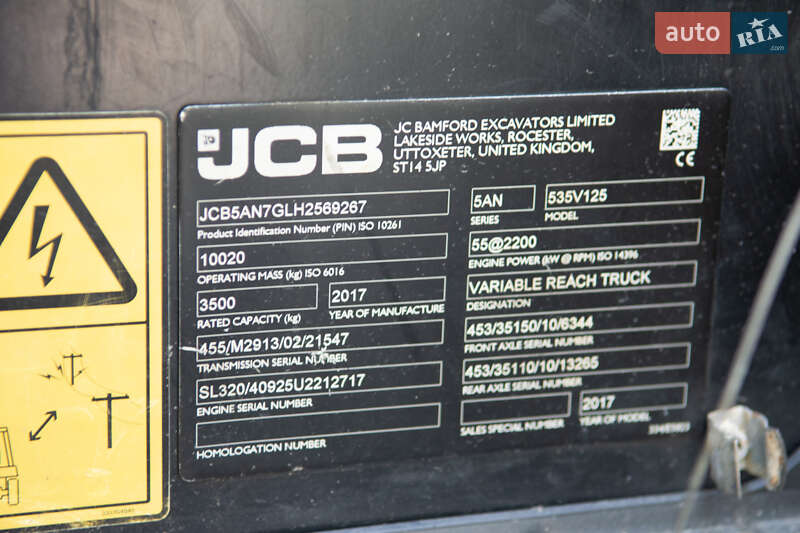 auto RIA
.com
JCB
JC BAMFORD EXCAVATORS LIMITED
LAKESIDE WORKS, ROCESTER,
UTTOXETER, UNITED KINGDOM,
ST14 5JP
CE
JCB5AN7GLH2569267
Product Identification Number (PIN) ISO 10261
10020
OPERATING MASS (kg) ISO 6016
3500
RATED CAPACITY (kg)
2017
YEAR OF MANUFACTURE
455/M2913/02/21547
TRANSMISSION SERIAL NUMBER
SL320/40925U2212717
ENGINE SERIAL NUMBER
HOMOLOGATION NUMBER
5AN
SERIES
535V125
MODEL
55@2200
ENGINE POWER (kW @ RPM) ISO 14396
VARIABLE REACH TRUCK
DESIGNATION
453/35150/10/6344
FRONT AXLE SERIAL NUMBER
453/35110/10/13265
REAR AXLE SERIAL NUMBER
SALES SPECIAL NUMBER
2017
YEAR OF MODEL